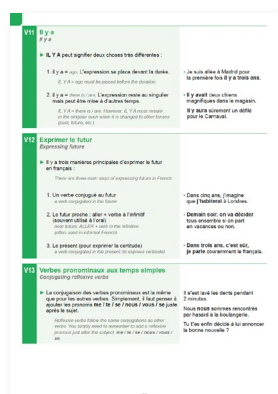 V11 Il y a
Il y a
► IL Y A peut signifier deux choses très différentes :
1. il y a = ago. L'expression se place devant la durée.
IL Y A = ago must be placed before the duration.
· Je suis allée à Madrid pour
la première fois il y a trois ans.
2. il y a = there is / are. L'expression reste au singulier
mais peut être mise à d'autres temps.
IL Y A = there is / are. However, IL Y A must remain
in the singular even when it is changed to other tenses
(past, future, etc.).
· Il y avait deux chiens
magnifiques dans le magasin.
· Il y aura sûrement un défilé
pour le Carnaval.
V12 Exprimer le futur
Expressing future
► Il y a trois manières principales d'exprimer le futur
en français :
There are three main ways of expressing future in French:
1. Un verbe conjugué au futur
a verb conjugated in the future
· Dans cinq ans, j'imagine
que j'habiterai à Londres.
2. Le futur proche : aller + verbe à l'infinitif
(souvent utilisé à l'oral)
near future: ALLER + verb in the infinitive
(often used in informal French)
· Demain soir, on va décider
tous ensemble si on part
en vacances ou non.
3. Le présent (pour exprimer la certitude)
a verb conjugated in the present (to express certitude)
· Dans trois ans, c'est sûr,
je parle couramment le français.
V13 Verbes pronominaux aux temps simples
Conjugating reflexive verbs
► La conjugaison des verbes pronominaux est la même
que pour les autres verbes. Simplement, il faut penser à
ajouter les pronoms me / te / se / nous / vous / se juste
après le sujet.
Reflexive verbs follow the same conjugations as other
verbs. You simply need to remember to add a reflexive
pronoun just after the subject: me / te / se / nous / vous /
se
Il s'est lavé les dents pendant
2 minutes.
Nous nous sommes rencontrés
par hasard à la boulangerie.
Tu t'es enfin décidé à lui annoncer
la bonne nouvelle ?